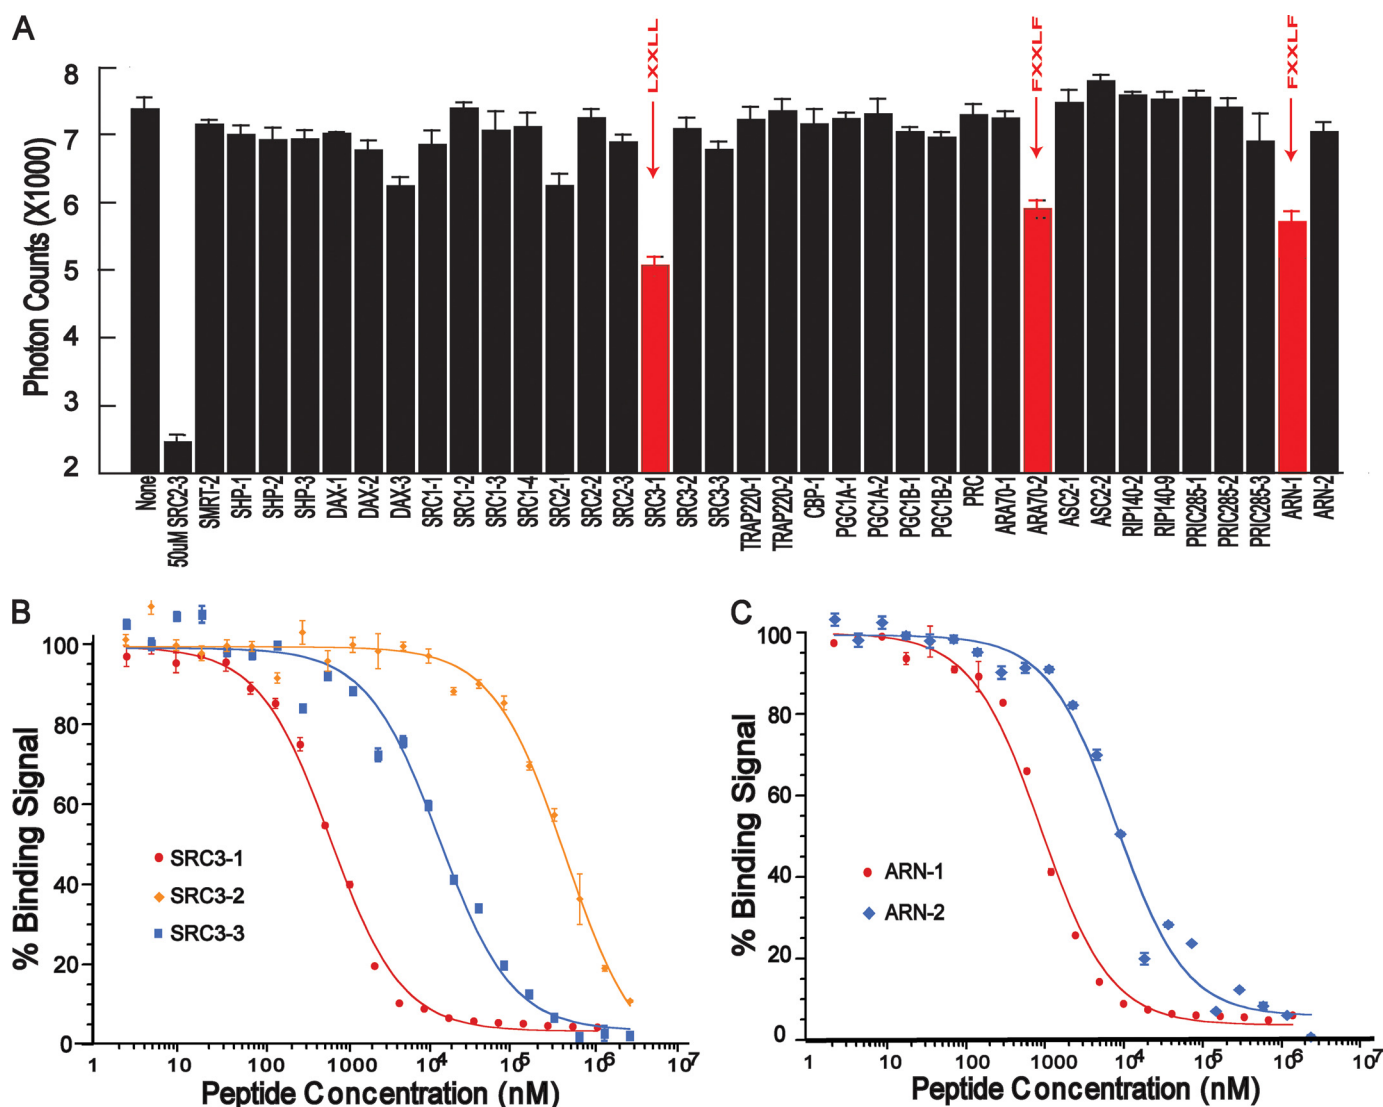 A
LXXLL
FXXLF
FXXLF
Photon Counts (X1000)
8
7
6
5
4
3
2
None
50uM SRC2-3
SMRT-2
SHP-1
SHP-2
SHP-3
DAX-1
DAX-2
DAX-3
SRC1-1
SRC1-2
SRC1-3
SRC1-4
SRC2-1
SRC2-2
SRC2-3
SRC3-1
SRC3-2
SRC3-3
TRAP220-1
TRAP220-2
CBP-1
PGC1A-1
PGC1A-2
PGC1B-1
PGC1B-2
PRC
ARA70-1
ARA70-2
ASC2-1
ASC2-2
RIP140-2
RIP140-9
PRIC285-1
PRIC285-2
PRIC285-3
ARN-1
ARN-2
B
% Binding Signal
100
80
60
40
20
0
SRC3-1
SRC3-2
SRC3-3
1 10 100 1000 10⁴ 10⁵ 10⁶ 10⁷
Peptide Concentration (nM)
C
% Binding Signal
100
80
60
40
20
0
ARN-1
ARN-2
1 10 100 1000 10⁴ 10⁵ 10⁶ 10⁷
Peptide Concentration (nM)